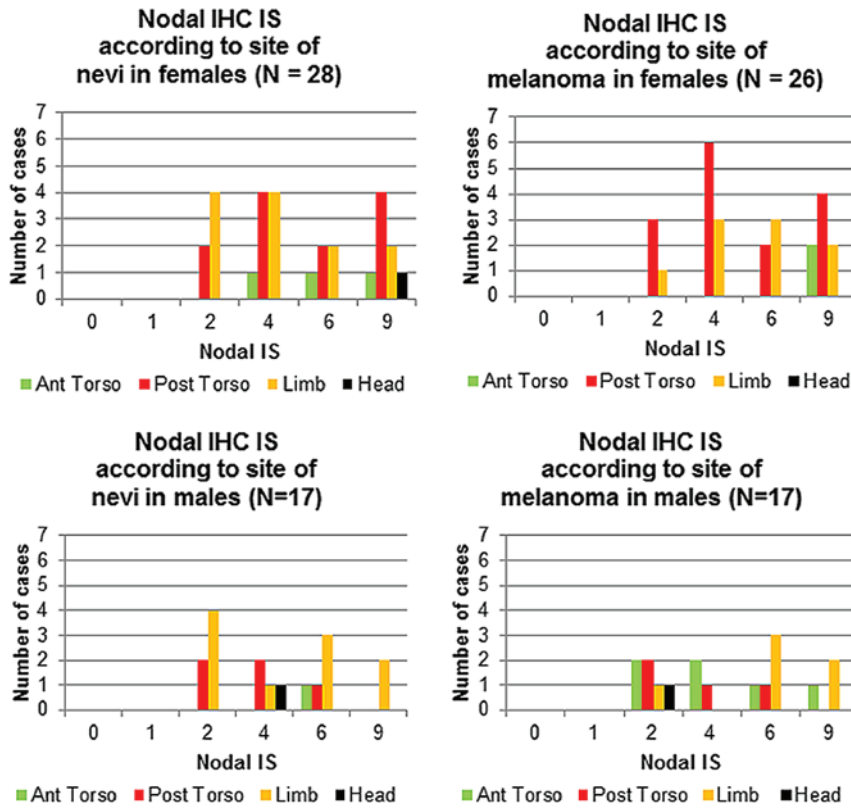 Nodal IHC IS
according to site of
nevi in females (N = 28)
Number of cases
7
6
5
4
3
2
1
0
0 1 2 4 6 9
Nodal IS
Ant Torso Post Torso Limb Head
Nodal IHC IS
according to site of
melanoma in females (N = 26)
Number of cases
7
6
5
4
3
2
1
0
0 1 2 4 6 9
Nodal IS
Ant Torso Post Torso Limb Head
Nodal IHC IS
according to site of
nevi in males (N=17)
Number of cases
7
6
5
4
3
2
1
0
0 1 2 4 6 9
Nodal IS
Ant Torso Post Torso Limb Head
Nodal IHC IS
according to site of
melanoma in males (N=17)
Number of cases
7
6
5
4
3
2
1
0
0 1 2 4 6 9
Nodal IS
Ant Torso Post Torso Limb Head